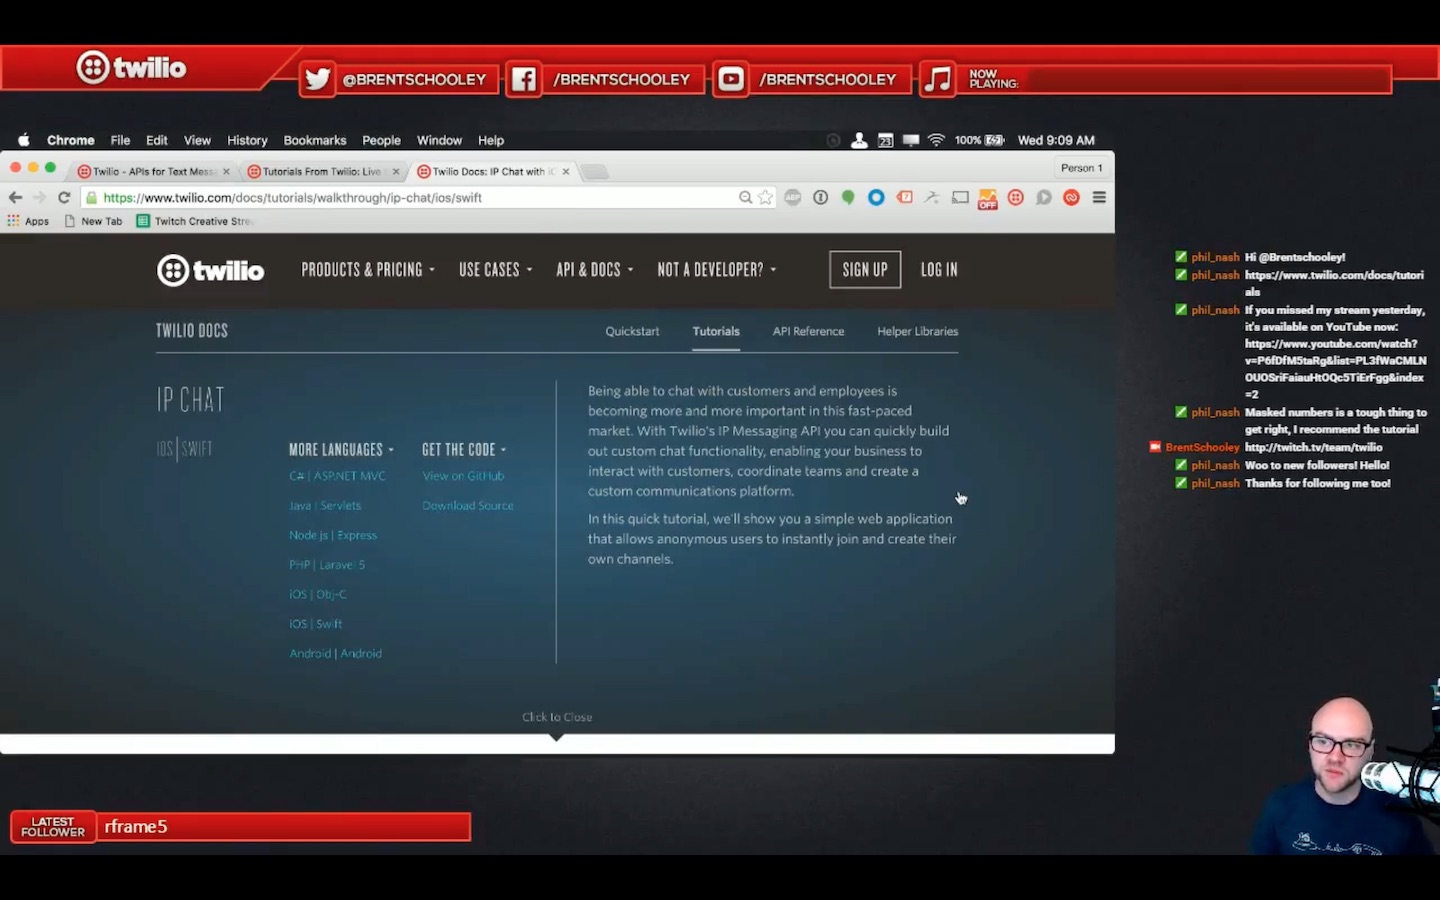 twilio
@BRENTSCHOOLEY
/BRENTSCHOOLEY
/BRENTSCHOOLEY
NOW
PLAYING:
Chrome File Edit View History Bookmarks People Window Help
23
100%
Wed 9:09 AM
Twilio - APIs for Text Mess
Tutorials From Twilio: Live
Twilio Docs: IP Chat with iO
Person 1
https://www.twilio.com/docs/tutorials/walkthrough/ip-chat/ios/swift
ABP
OFF
Apps New Tab Twitch Creative Stre
twilio
PRODUCTS & PRICING USE CASES API & DOCS NOT A DEVELOPER? SIGN UP LOG IN
TWILIO DOCS
Quickstart Tutorials API Reference Helper Libraries
IP CHAT
IOS | SWIFT
MORE LANGUAGES
C# | ASP.NET MVC
Java | Servlets
Node.js | Express
PHP | Laravel 5
iOS | Obj-C
iOS | Swift
Android | Android
GET THE CODE
View on GitHub
Download Source
Being able to chat with customers and employees is
becoming more and more important in this fast-paced
market. With Twilio's IP Messaging API you can quickly build
out custom chat functionality, enabling your business to
interact with customers, coordinate teams and create a
custom communications platform.
In this quick tutorial, we'll show you a simple web application
that allows anonymous users to instantly join and create their
own channels.
Click to Close
phil_nash Hi @Brentschooley!
phil_nash https://www.twilio.com/docs/tutori
als
phil_nash If you missed my stream yesterday,
it's available on YouTube now:
https://www.youtube.com/watch?
v=P6fDfM5taRg&list=PL3fWaCMLN
OUOSriFaiauHtOQc5TiErFgg&index
=2
phil_nash Masked numbers is a tough thing to
get right, I recommend the tutorial
BrentSchooley http://twitch.tv/team/twilio
phil_nash Woo to new followers! Hello!
phil_nash Thanks for following me too!
LATEST
FOLLOWER
rframe5